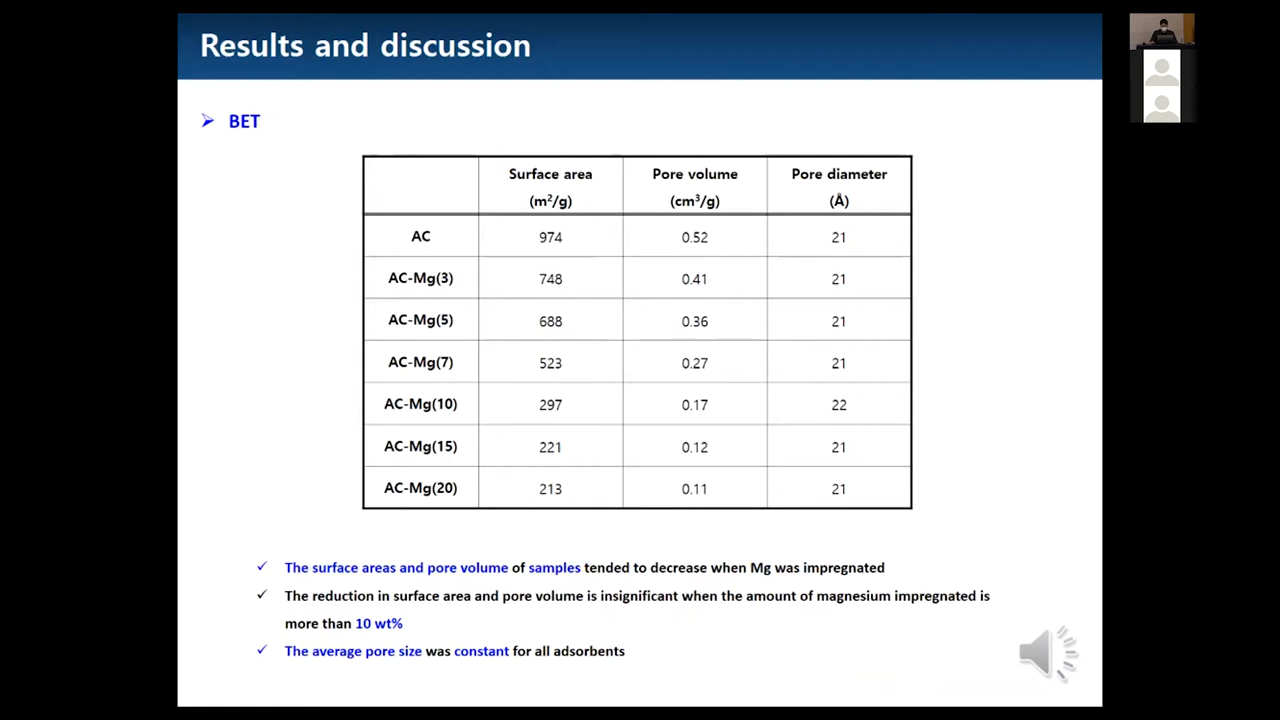 Results and discussion
BET
Surface area Pore volume Pore diameter
(m²/g) (cm³/g) (Å)
AC 974 0.52 21
AC-Mg(3) 748 0.41 21
AC-Mg(5) 688 0.36 21
AC-Mg(7) 523 0.27 21
AC-Mg(10) 297 0.17 22
AC-Mg(15) 221 0.12 21
AC-Mg(20) 213 0.11 21
The surface areas and pore volume of samples tended to decrease when Mg was impregnated
The reduction in surface area and pore volume is insignificant when the amount of magnesium impregnated is
more than 10 wt%
The average pore size was constant for all adsorbents